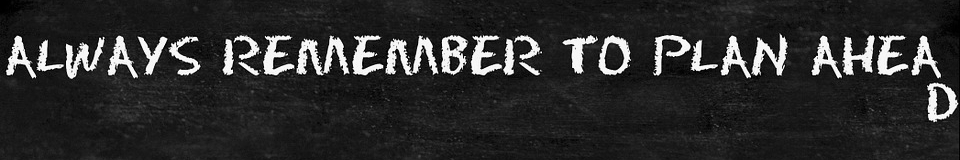 ALWAYS REMEMBER TO PLAN AHEA
D